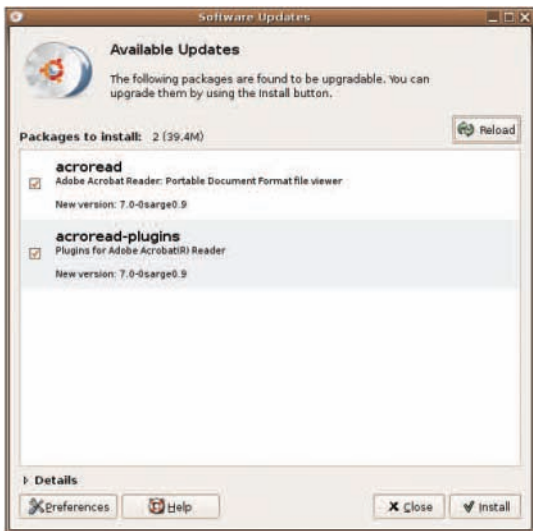 Software Updates
Available Updates
The following packages are found to be upgradable. You can
upgrade them by using the Install button.
Packages to install: 2 (39.4M)
Reload
acroread
Adobe Acrobat Reader: Portable Document Format file viewer
New version: 7.0-0sarge0.9
acroread-plugins
Plugins for Adobe Acrobat(R) Reader
New version: 7.0-0sarge0.9
Details
Preferences
Help
Close
Install